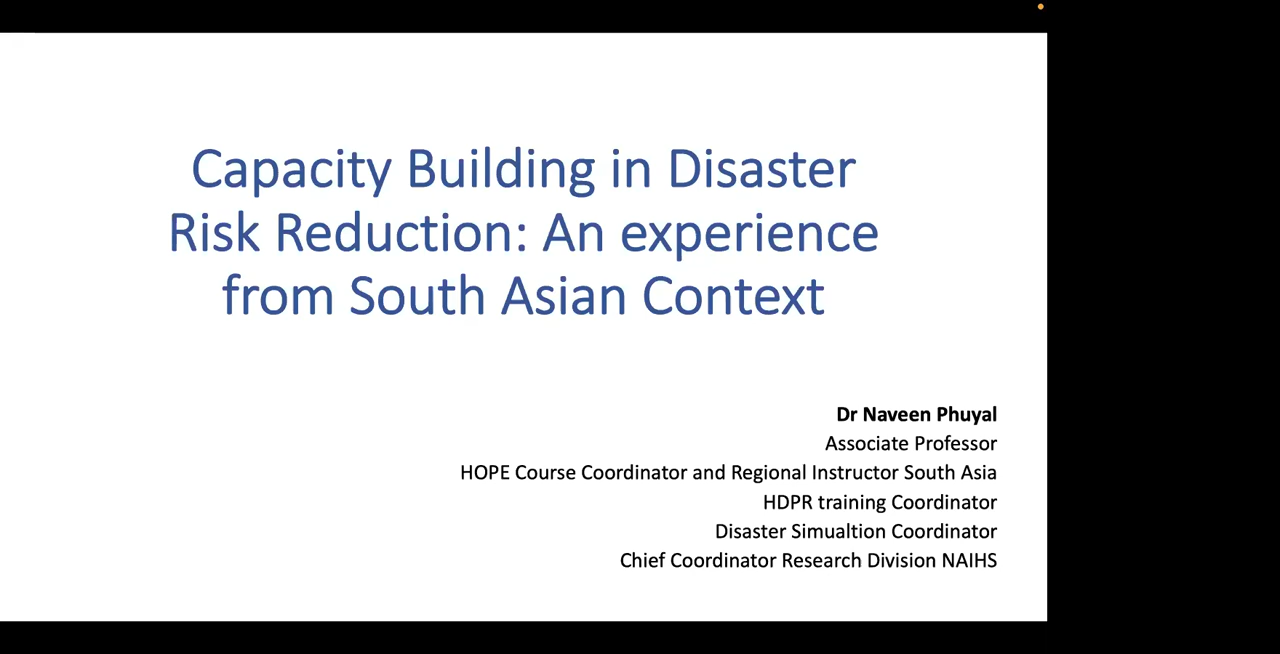 Capacity Building in Disaster
Risk Reduction: An experience
from South Asian Context
Dr Naveen Phuyal
Associate Professor
HOPE Course Coordinator and Regional Instructor South Asia
HDPR training Coordinator
Disaster Simualtion Coordinator
Chief Coordinator Research Division NAIHS